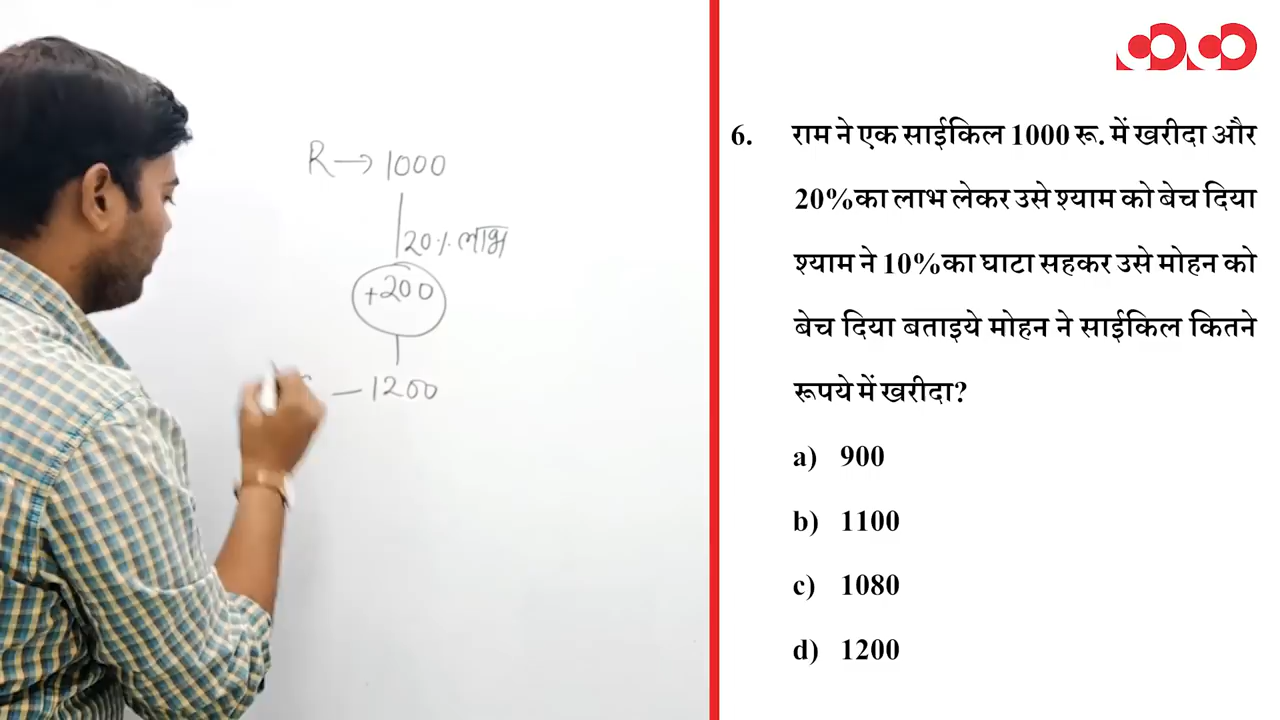 R → 1000
20% लाभ
+200
— 1200
6. राम ने एक साईकिल 1000 रू. में खरीदा और
20% का लाभ लेकर उसे श्याम को बेच दिया
श्याम ने 10% का घाटा सहकर उसे मोहन को
बेच दिया बताइये मोहन ने साईकिल कितने
रूपये में खरीदा?
a) 900
b) 1100
c) 1080
d) 1200